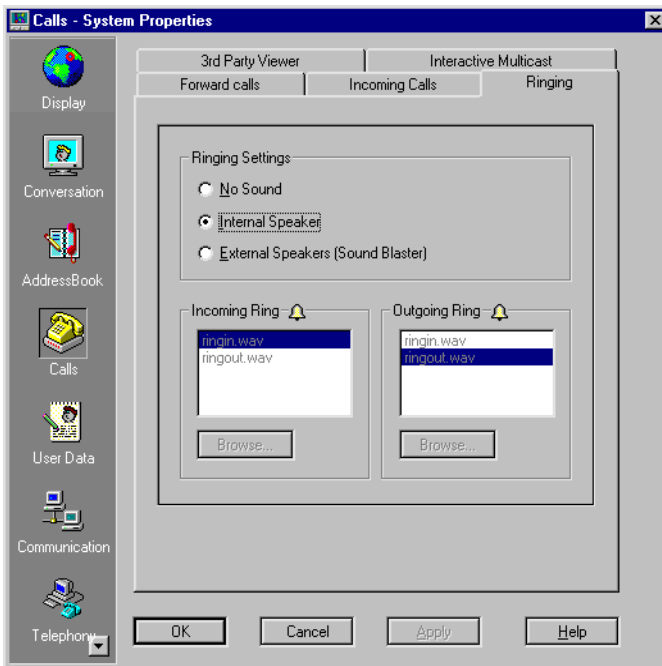 Calls - System Properties
Display
Conversation
AddressBook
Calls
User Data
Communication
Telephony
3rd Party Viewer
Interactive Multicast
Forward calls
Incoming Calls
Ringing
Ringing Settings
No Sound
Internal Speaker
External Speakers (Sound Blaster)
Incoming Ring
ringin.wav
ringout.wav
Browse...
Outgoing Ring
ringin.wav
ringout.wav
Browse...
OK
Cancel
Apply
Help